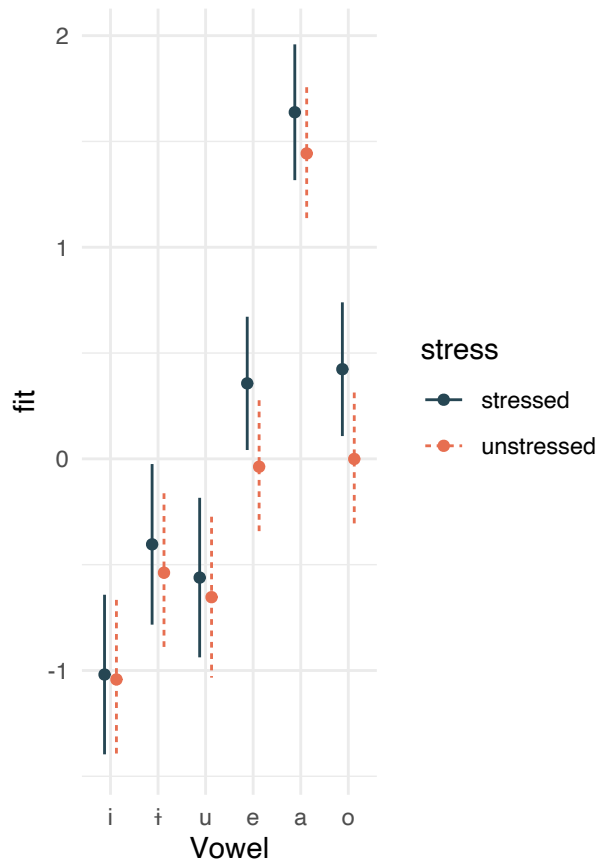 2
1
0
-1
fit
i ɨ u e a o
Vowel
stress
stressed
unstressed